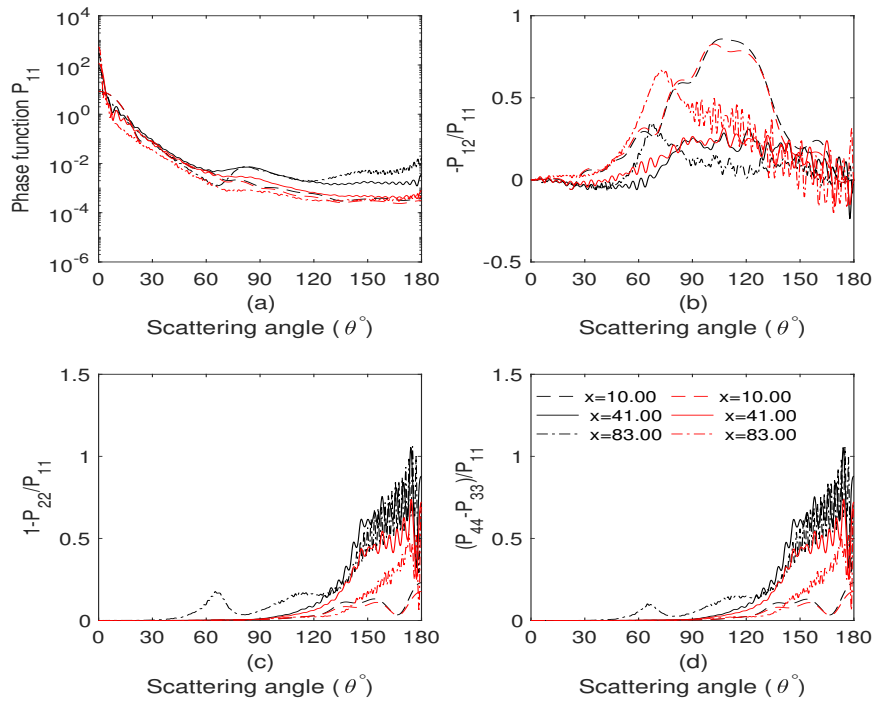 Phase function P11
10^4
10^2
10^0
10^-2
10^-4
10^-6
0 30 60 90 120 150 180
(a)
Scattering angle (θ°)
-P12/P11
1
0.5
0
-0.5
0 30 60 90 120 150 180
(b)
Scattering angle (θ°)
1-P22/P11
1.5
1
0.5
0
0 30 60 90 120 150 180
(c)
Scattering angle (θ°)
(P44-P33)/P11
1.5
1
0.5
0
x=10.00 x=10.00
x=41.00 x=41.00
x=83.00 x=83.00
0 30 60 90 120 150 180
(d)
Scattering angle (θ°)